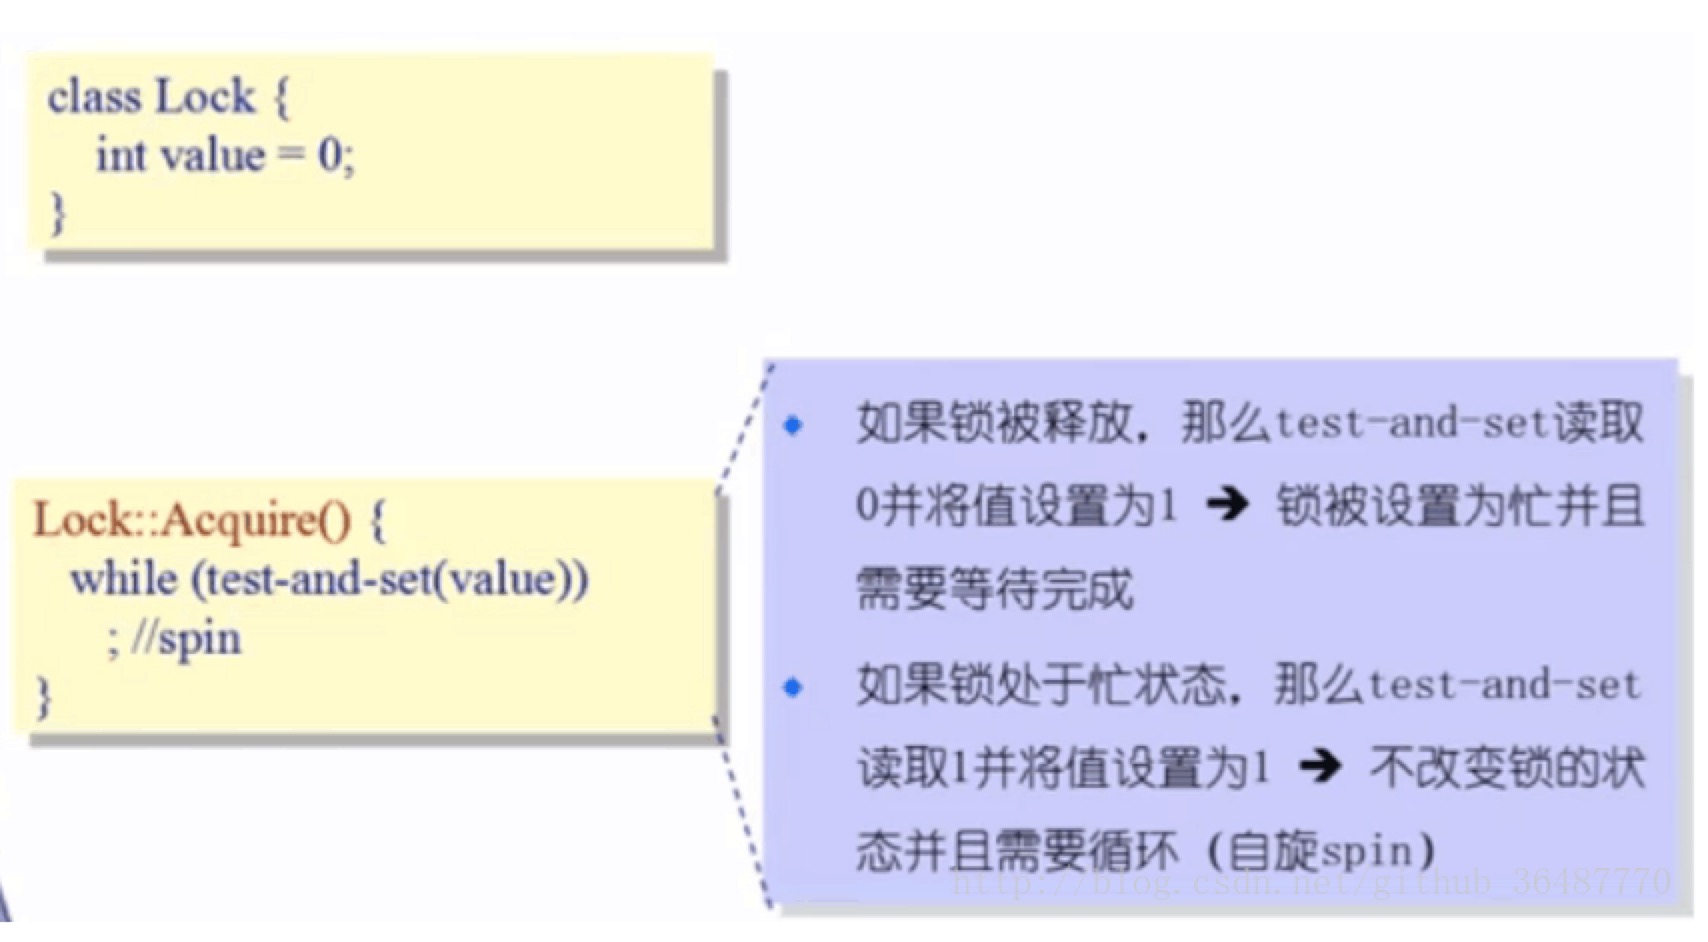 class Lock {
int value = 0;
}
Lock::Acquire() {
while (test-and-set(value))
; //spin
}
如果锁被释放，那么test-and-set读取
0并将值设置为1 ➔ 锁被设置为忙并且
需要等待完成
如果锁处于忙状态，那么test-and-set
读取1并将值设置为1 ➔ 不改变锁的状
态并且需要循环（自旋spin）
http://blog.csdn.net/github_36487770